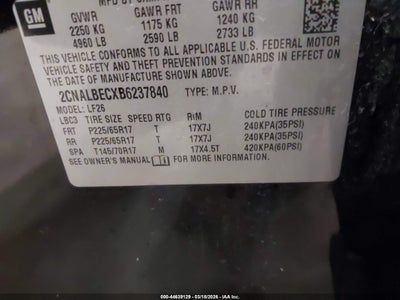 GM
GVWR GAWR FRT GAWR RR
2250 KG 1175 KG 1240 KG
4960 LB 2590 LB 2733 LB
THIS VEHICLE CONFORMS TO ALL APPLICABLE U.S. FEDERAL MOTOR
VEHICLE SAFETY, BUMPER, AND THEFT PREVENTION
STANDARDS IN EFFECT ON THE
DATE OF MANUFACTURE SHOWN ABOVE.
2CNALBECXB6237840 TYPE: M.P.V.
MODEL: LF26
LBC3 TIRE SIZE SPEED RTG RIM COLD TIRE PRESSURE
FRT P225/65R17 T 17X7J 240KPA(35PSI)
RR P225/65R17 T 17X7J 240KPA(35PSI)
SPA T145/70R17 M 17X4.5T 420KPA(60PSI)
SEE OWNER'S MANUAL FOR ADDITIONAL INFORMATION.
000-44639129 - 03/18/2026 - IAA Inc.